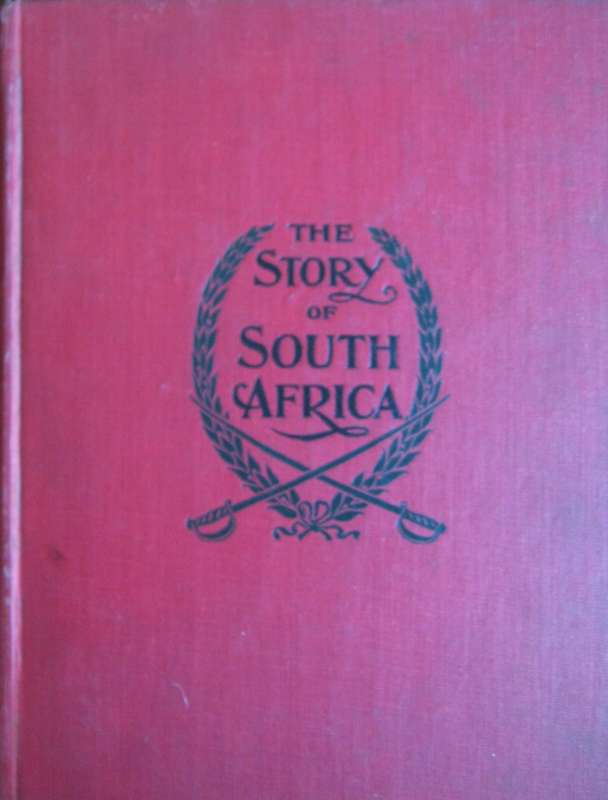 THE
STORY
OF
SOUTH
AFRICA